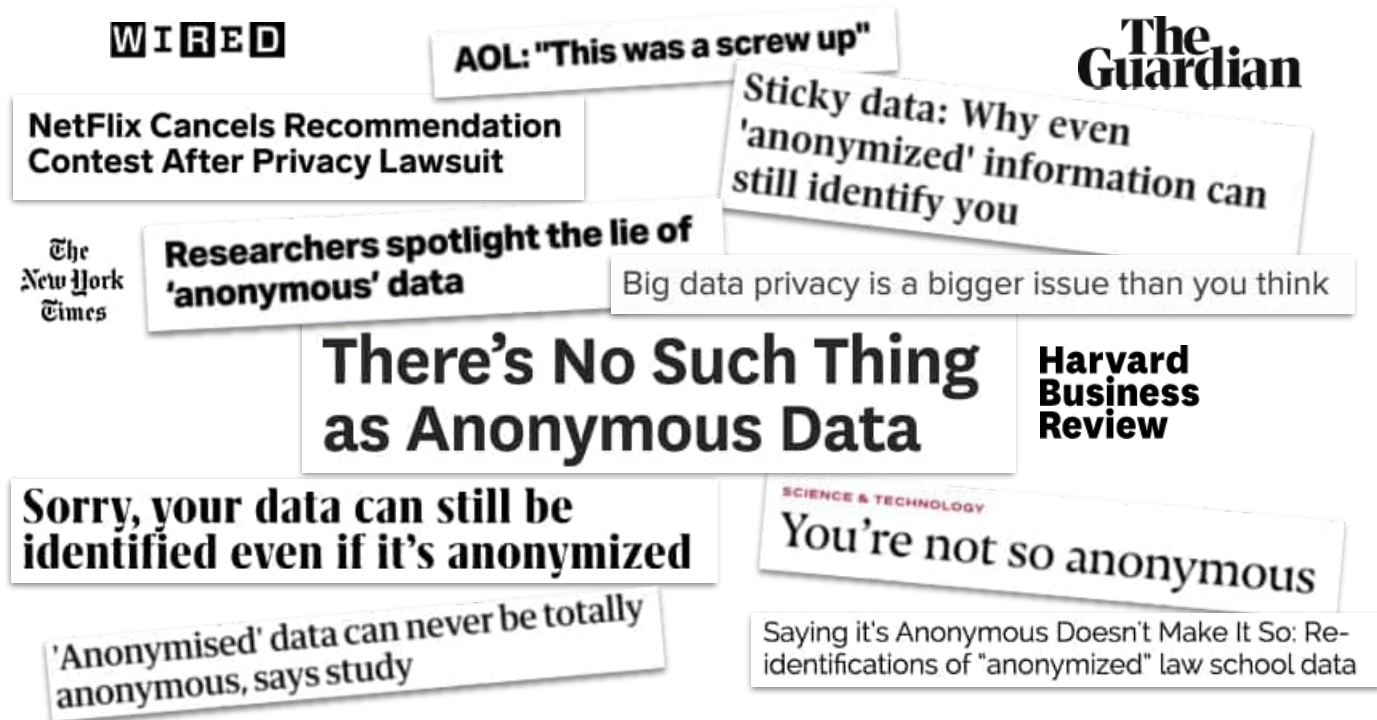 WIRED
AOL: "This was a screw up"
The
Guardian
NetFlix Cancels Recommendation
Contest After Privacy Lawsuit
Sticky data: Why even
'anonymized' information can
still identify you
The
New York
Times
Researchers spotlight the lie of
‘anonymous’ data
Big data privacy is a bigger issue than you think
There’s No Such Thing
as Anonymous Data
Harvard
Business
Review
Sorry, your data can still be
identified even if it’s anonymized
SCIENCE & TECHNOLOGY
You’re not so anonymous
'Anonymised' data can never be totally
anonymous, says study
Saying it's Anonymous Doesn't Make It So: Re-
identifications of “anonymized” law school data